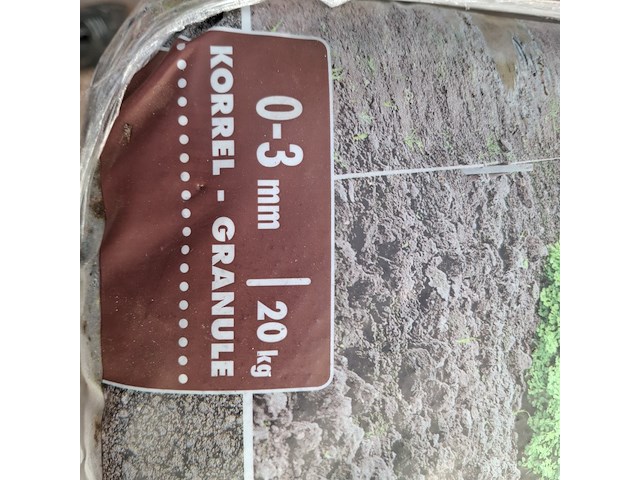 0-3 mm | 20 kg
KORREL - GRANULE